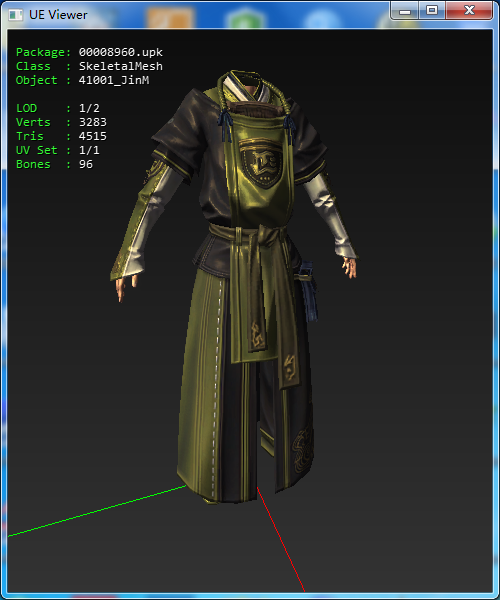 UE Viewer
Package: 00008960.upk
Class : SkeletalMesh
Object : 41001_JinM
LOD : 1/2
Verts : 3283
Tris : 4515
UV Set : 1/1
Bones : 96